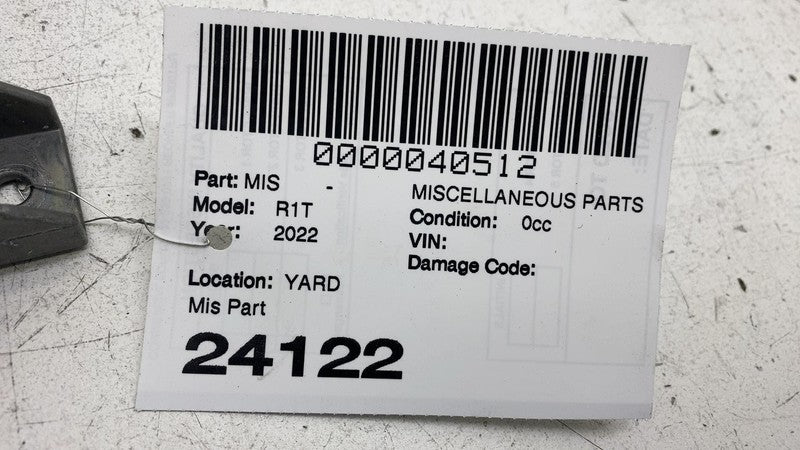 0000040512
Part: MIS - MISCELLANEOUS PARTS
Model: R1T Condition: 0cc
Year: 2022 VIN:
Damage Code:
Location: YARD
Mis Part
24122